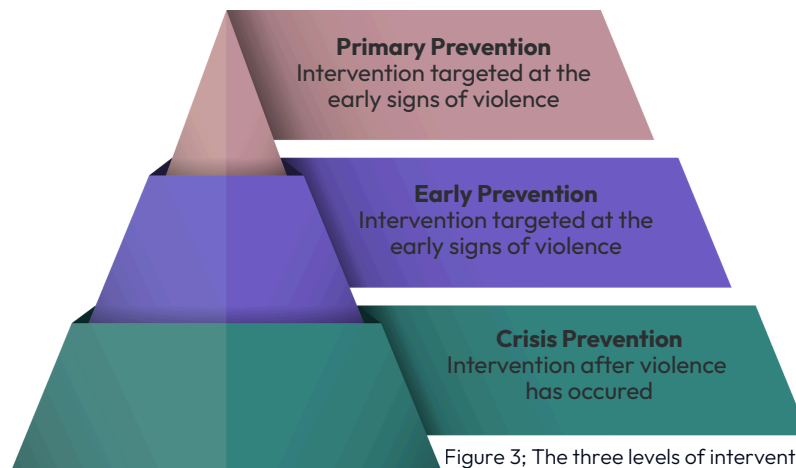 Primary Prevention
Intervention targeted at the
early signs of violence
Early Prevention
Intervention targeted at the
early signs of violence
Crisis Prevention
Intervention after violence
has occured
Figure 3; The three levels of intervent